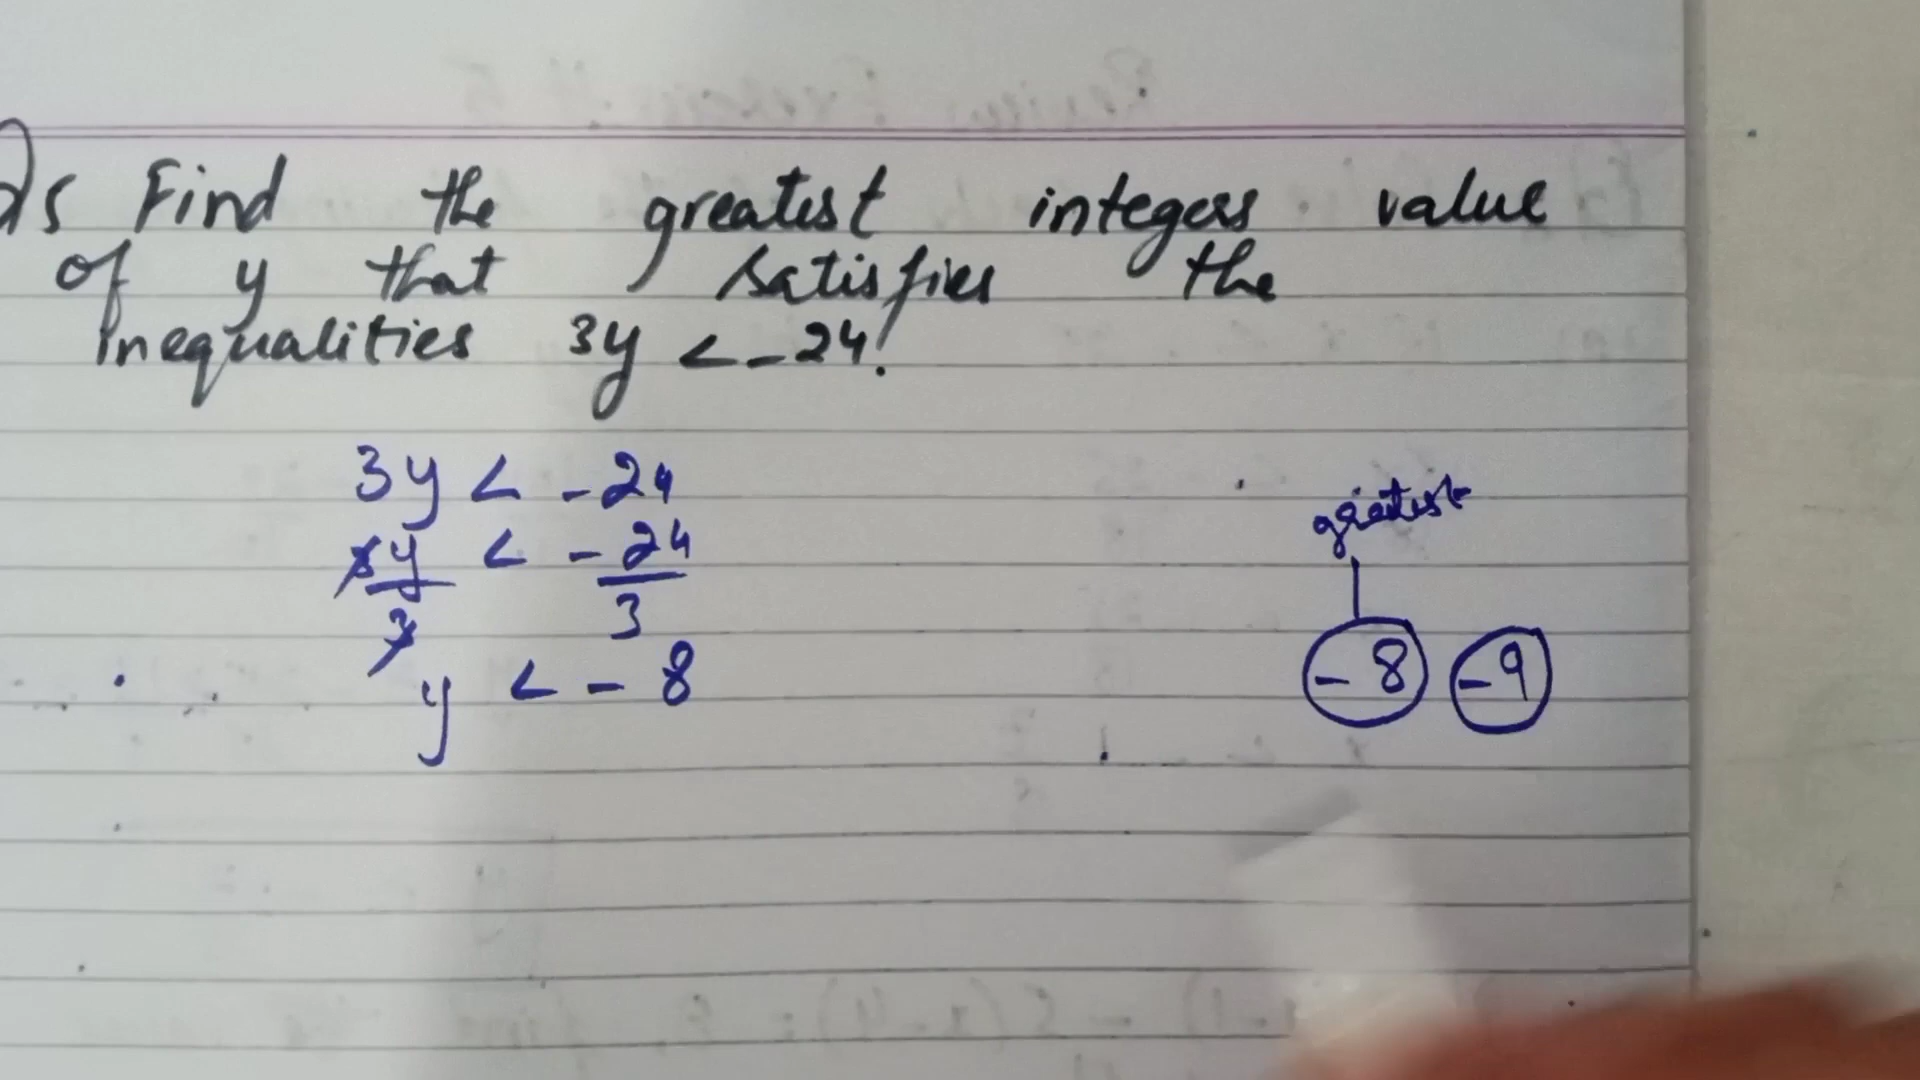 Q5 Find the greatest integers value
of y that satisfies the
inequalities 3y < -24.
3y < -24
3y/3 < -24/3
y < -8
greatest
-8 -9